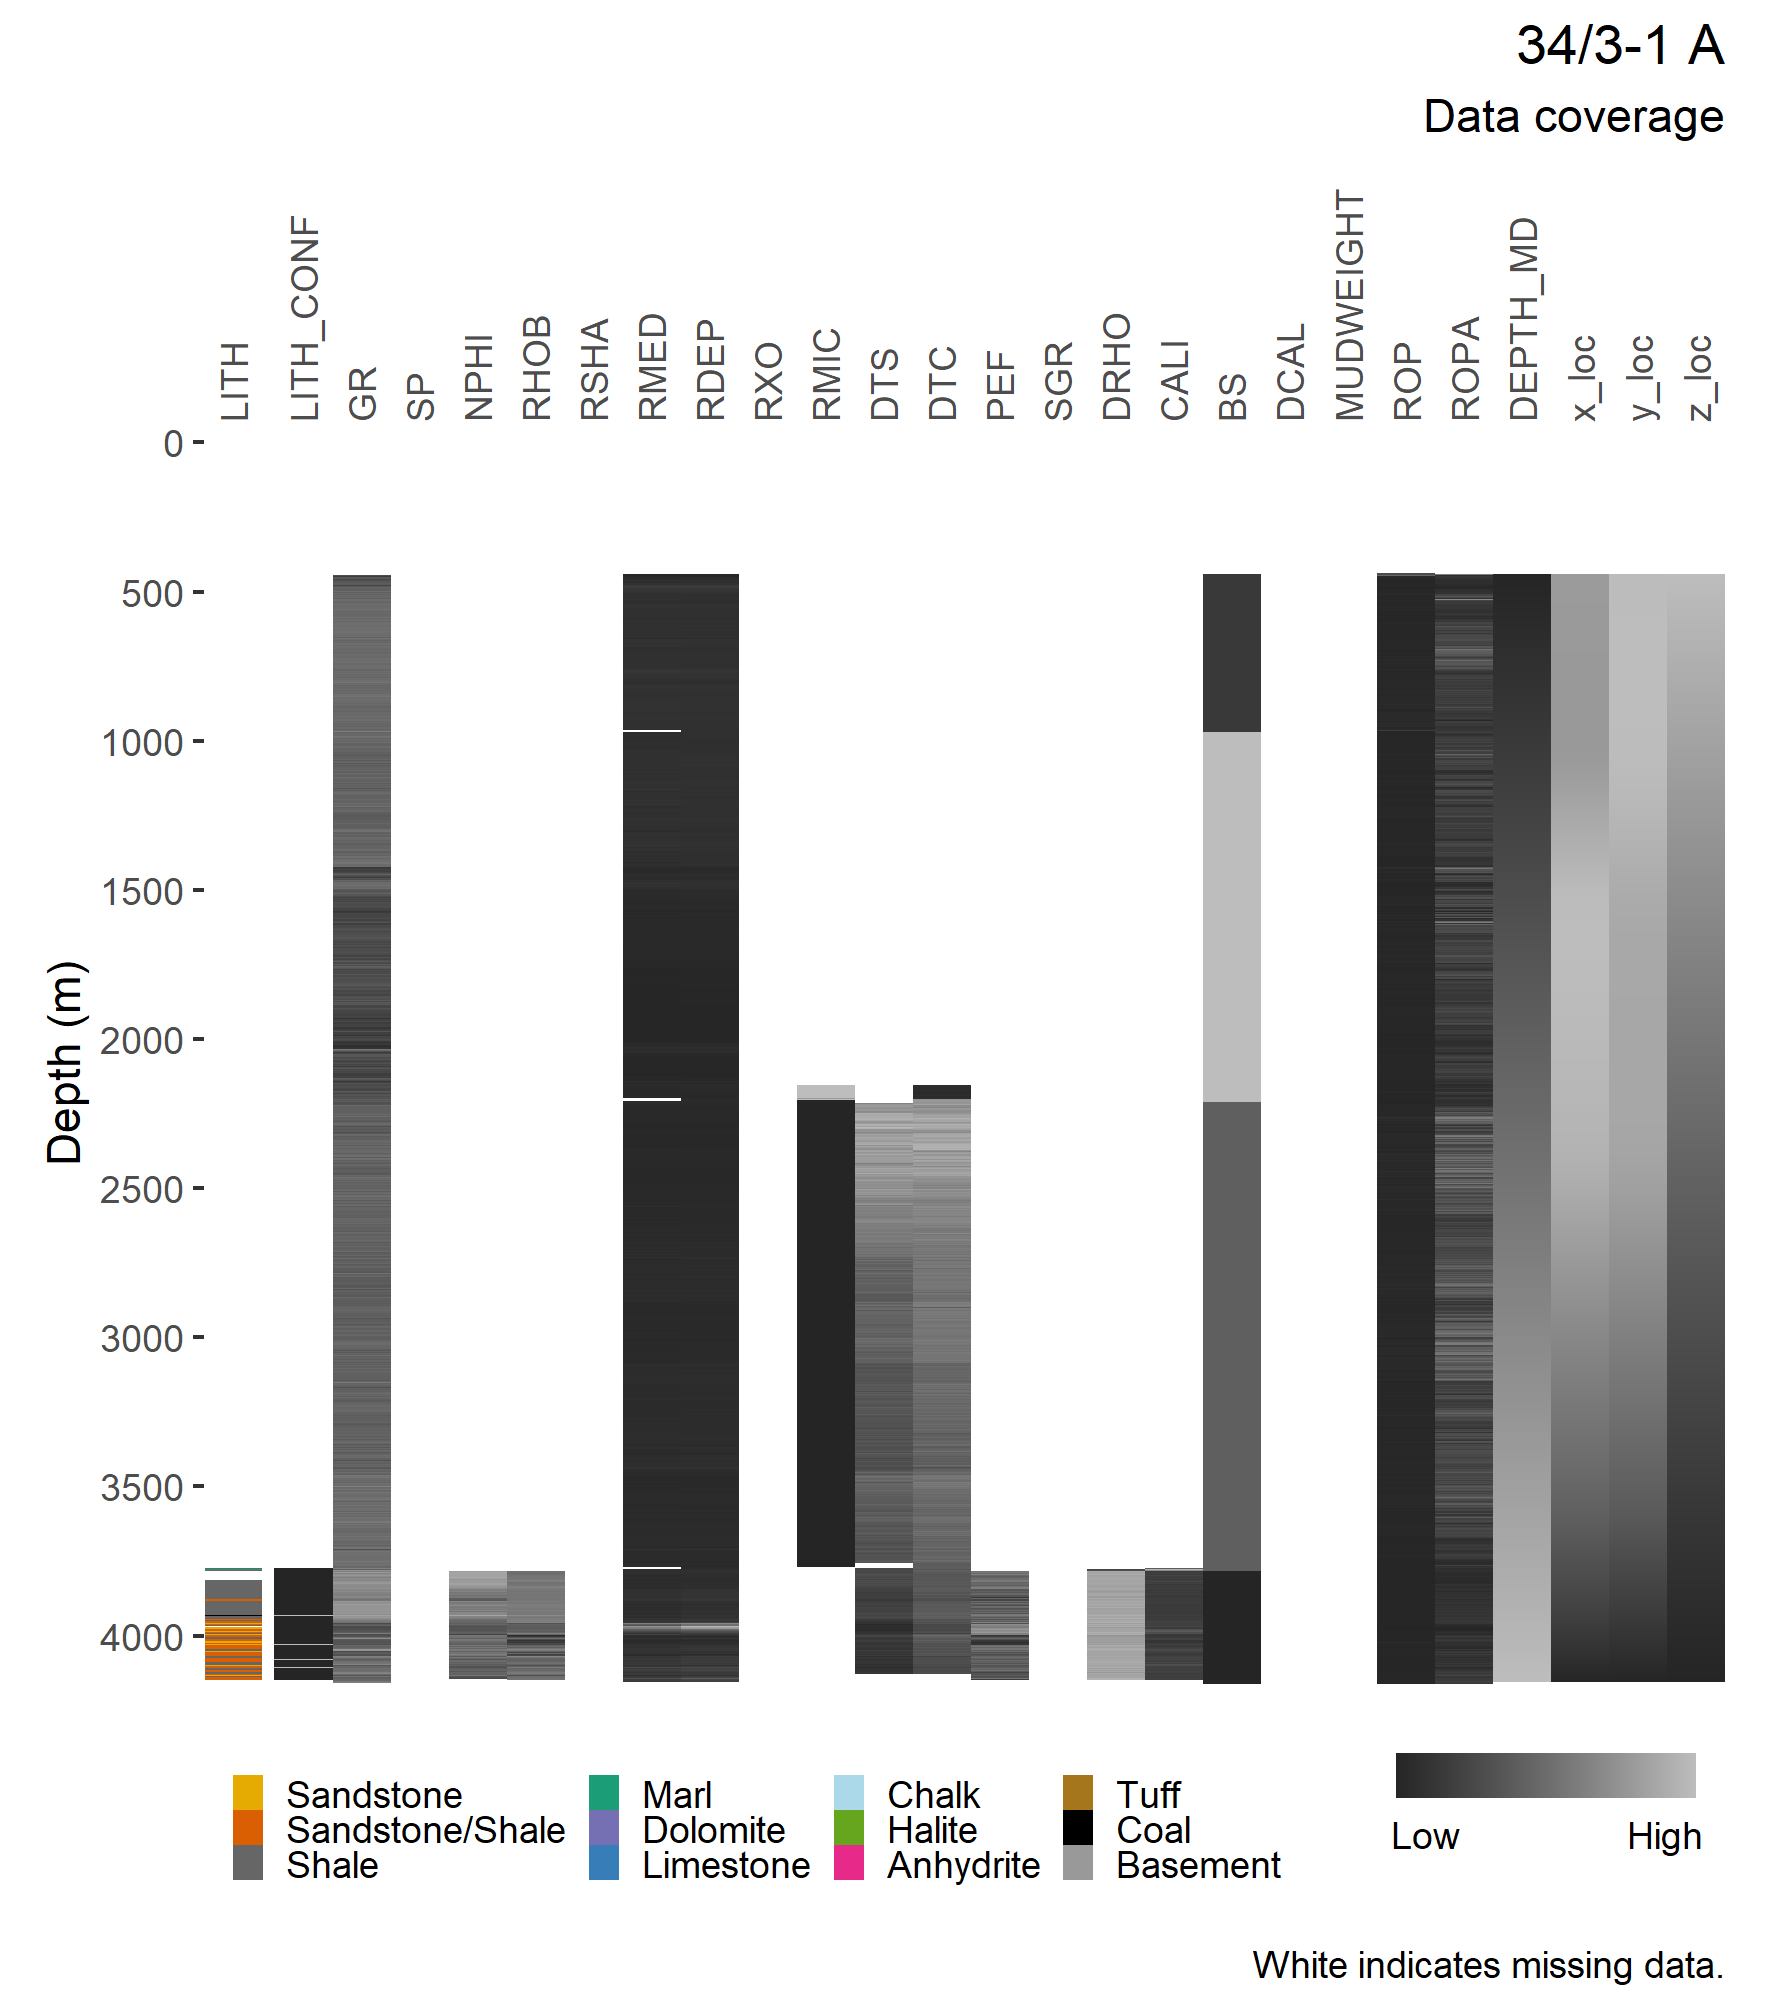 34/3-1 A
Data coverage
LITH
LITH_CONF
GR
SP
NPHI
RHOB
RSHA
RMED
RDEP
RXO
RMIC
DTS
DTC
PEF
SGR
DRHO
CALI
BS
DCAL
MUDWEIGHT
ROP
ROPA
DEPTH_MD
x_loc
y_loc
z_loc
Depth (m)
0
500
1000
1500
2000
2500
3000
3500
4000
Sandstone
Sandstone/Shale
Shale
Marl
Dolomite
Limestone
Chalk
Halite
Anhydrite
Tuff
Coal
Basement
Low High
White indicates missing data.